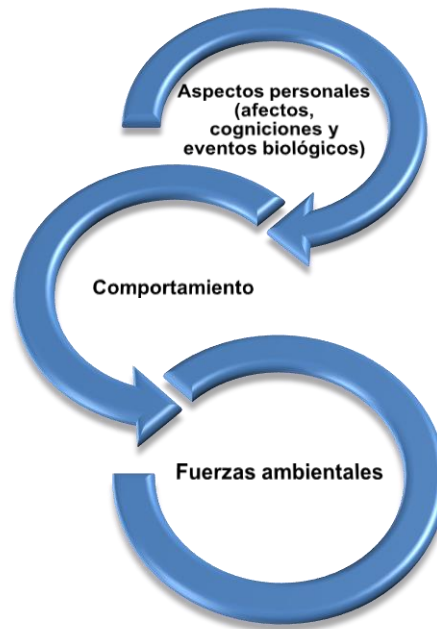 Aspectos personales
(afectos,
cogniciones y
eventos biológicos)
Comportamiento
Fuerzas ambientales